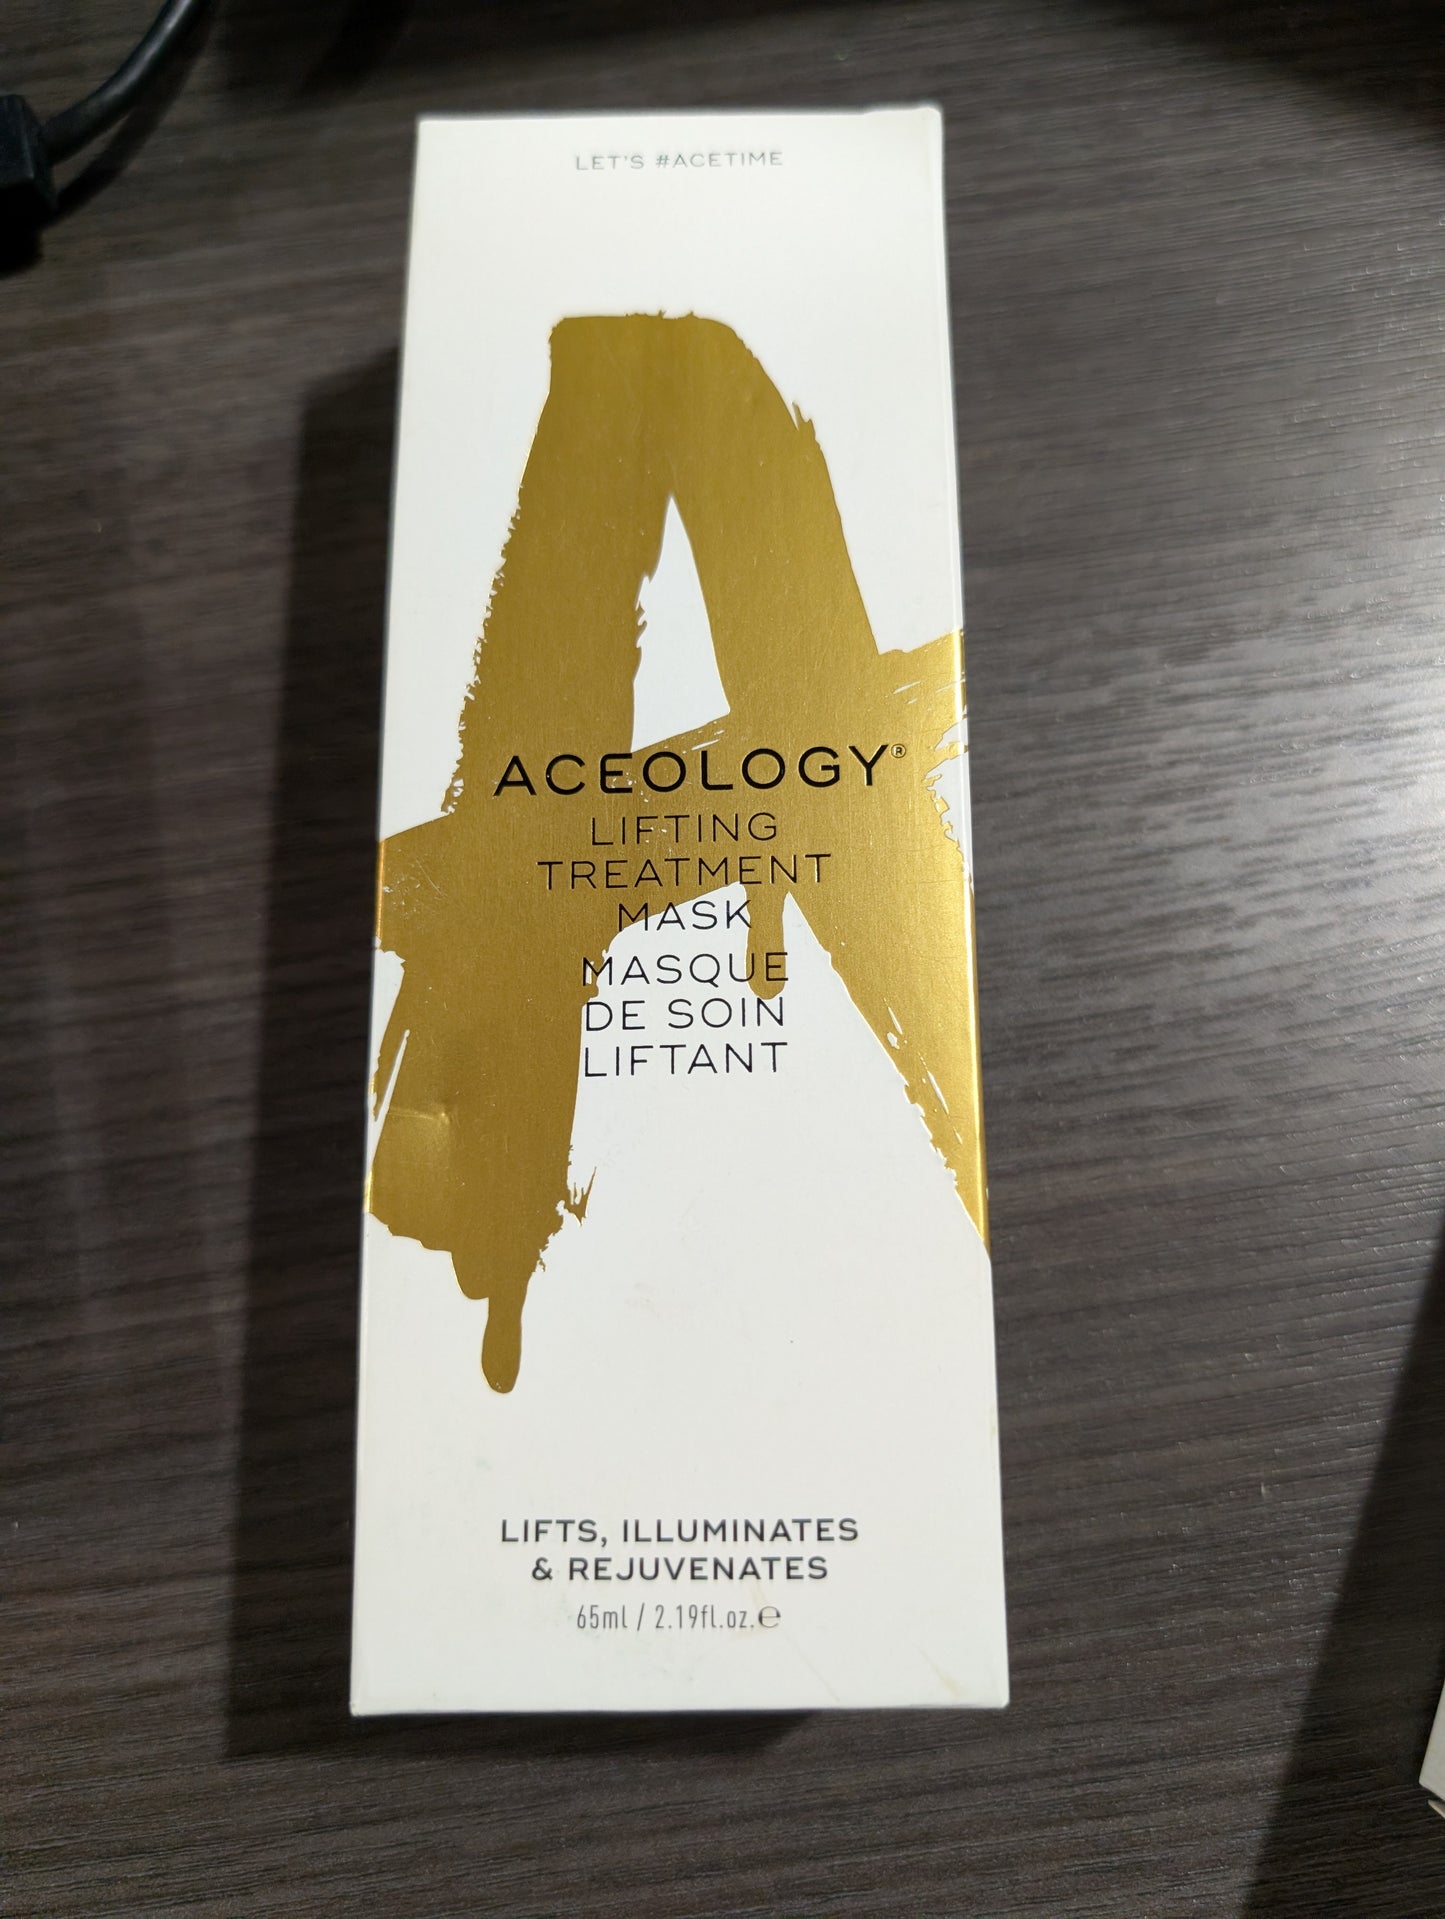 LET'S #ACETIME
ACEOLOGY®
LIFTING
TREATMENT
MASK
MASQUE
DE SOIN
LIFTANT
LIFTS, ILLUMINATES
& REJUVENATES
65ml / 2.19fl.oz.℮